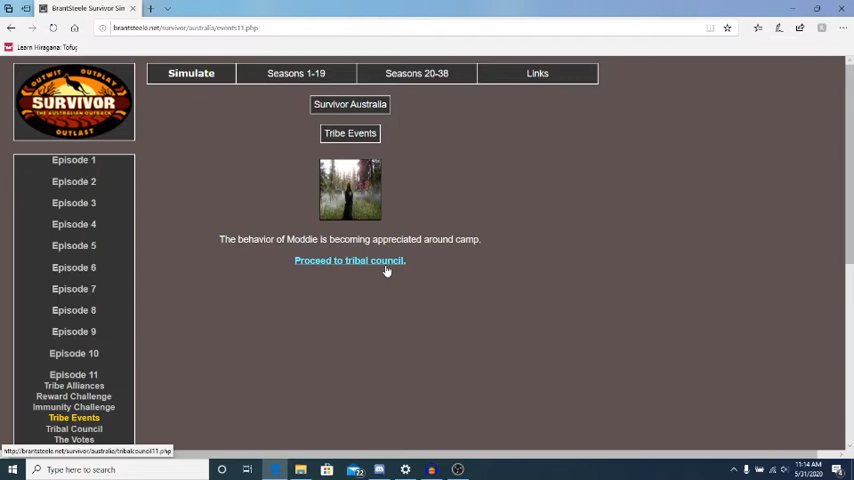 BrantSteele Survivor Sim
brantsteele.net/survivor/australia/events11.php
Learn Hiragana: Tofug
OUTWIT OUTPLAY
SURVIVOR
THE AUSTRALIAN OUTBACK
OUTLAST
Simulate
Seasons 1-19
Seasons 20-38
Links
Survivor Australia
Tribe Events
The behavior of Moddie is becoming appreciated around camp.
Proceed to tribal council.
Episode 1
Episode 2
Episode 3
Episode 4
Episode 5
Episode 6
Episode 7
Episode 8
Episode 9
Episode 10
Episode 11
Tribe Alliances
Reward Challenge
Immunity Challenge
Tribe Events
Tribal Council
The Votes
http://brantsteele.net/survivor/australia/tribalcouncil11.php
Type here to search
22
11:14 AM
5/31/2020
4